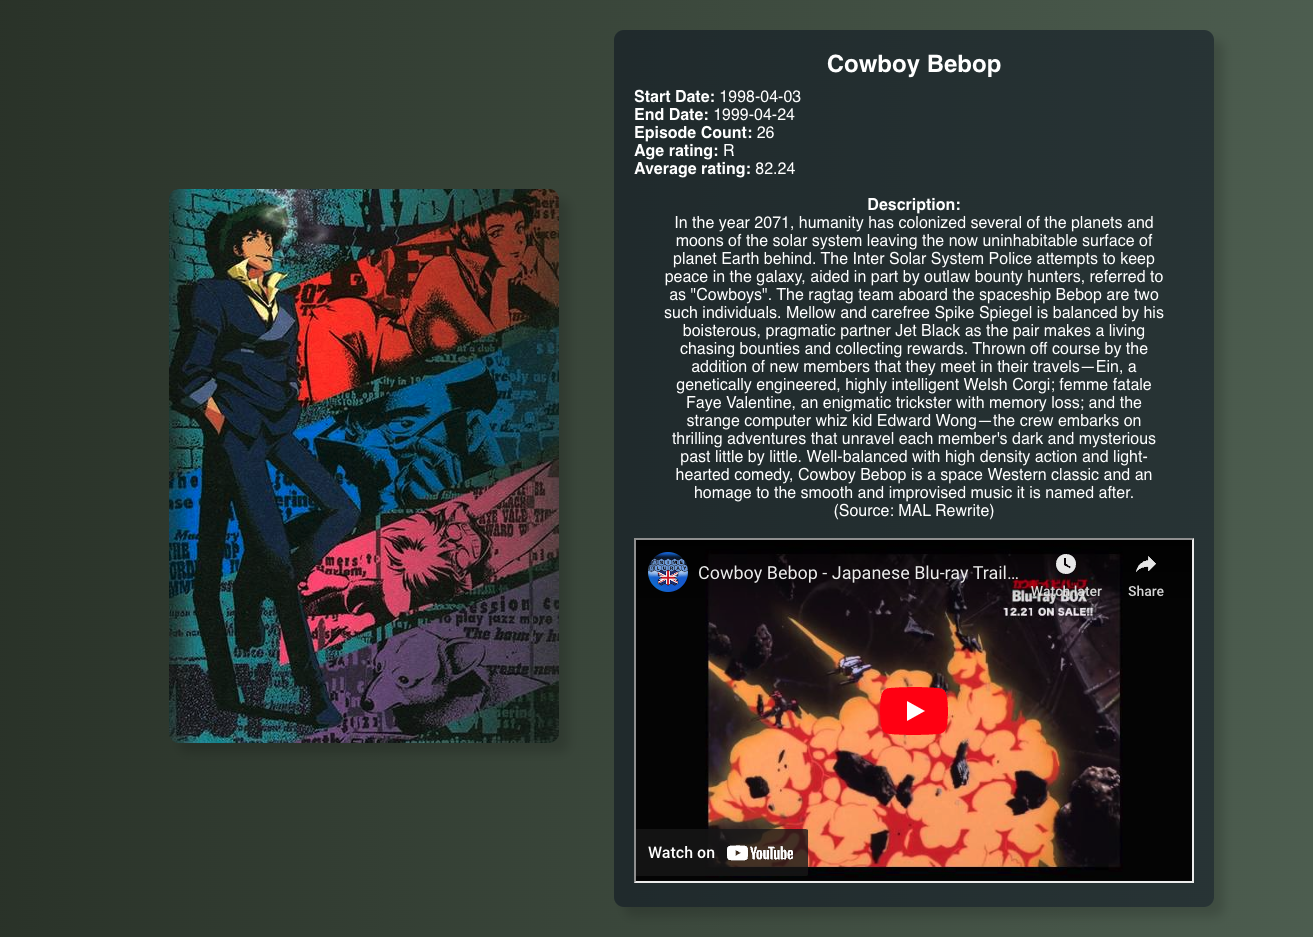 Cowboy Bebop
Start Date: 1998-04-03
End Date: 1999-04-24
Episode Count: 26
Age rating: R
Average rating: 82.24
Description:
In the year 2071, humanity has colonized several of the planets and
moons of the solar system leaving the now uninhabitable surface of
planet Earth behind. The Inter Solar System Police attempts to keep
peace in the galaxy, aided in part by outlaw bounty hunters, referred to
as "Cowboys". The ragtag team aboard the spaceship Bebop are two
such individuals. Mellow and carefree Spike Spiegel is balanced by his
boisterous, pragmatic partner Jet Black as the pair makes a living
chasing bounties and collecting rewards. Thrown off course by the
addition of new members that they meet in their travels—Ein, a
genetically engineered, highly intelligent Welsh Corgi; femme fatale
Faye Valentine, an enigmatic trickster with memory loss; and the
strange computer whiz kid Edward Wong—the crew embarks on
thrilling adventures that unravel each member's dark and mysterious
past little by little. Well-balanced with high density action and light-
hearted comedy, Cowboy Bebop is a space Western classic and an
homage to the smooth and improvised music it is named after.
(Source: MAL Rewrite)
Cowboy Bebop - Japanese Blu-ray Trail...
Watch later
Share
Blu-ray BOX
12.21 ON SALE!!
Watch on YouTube